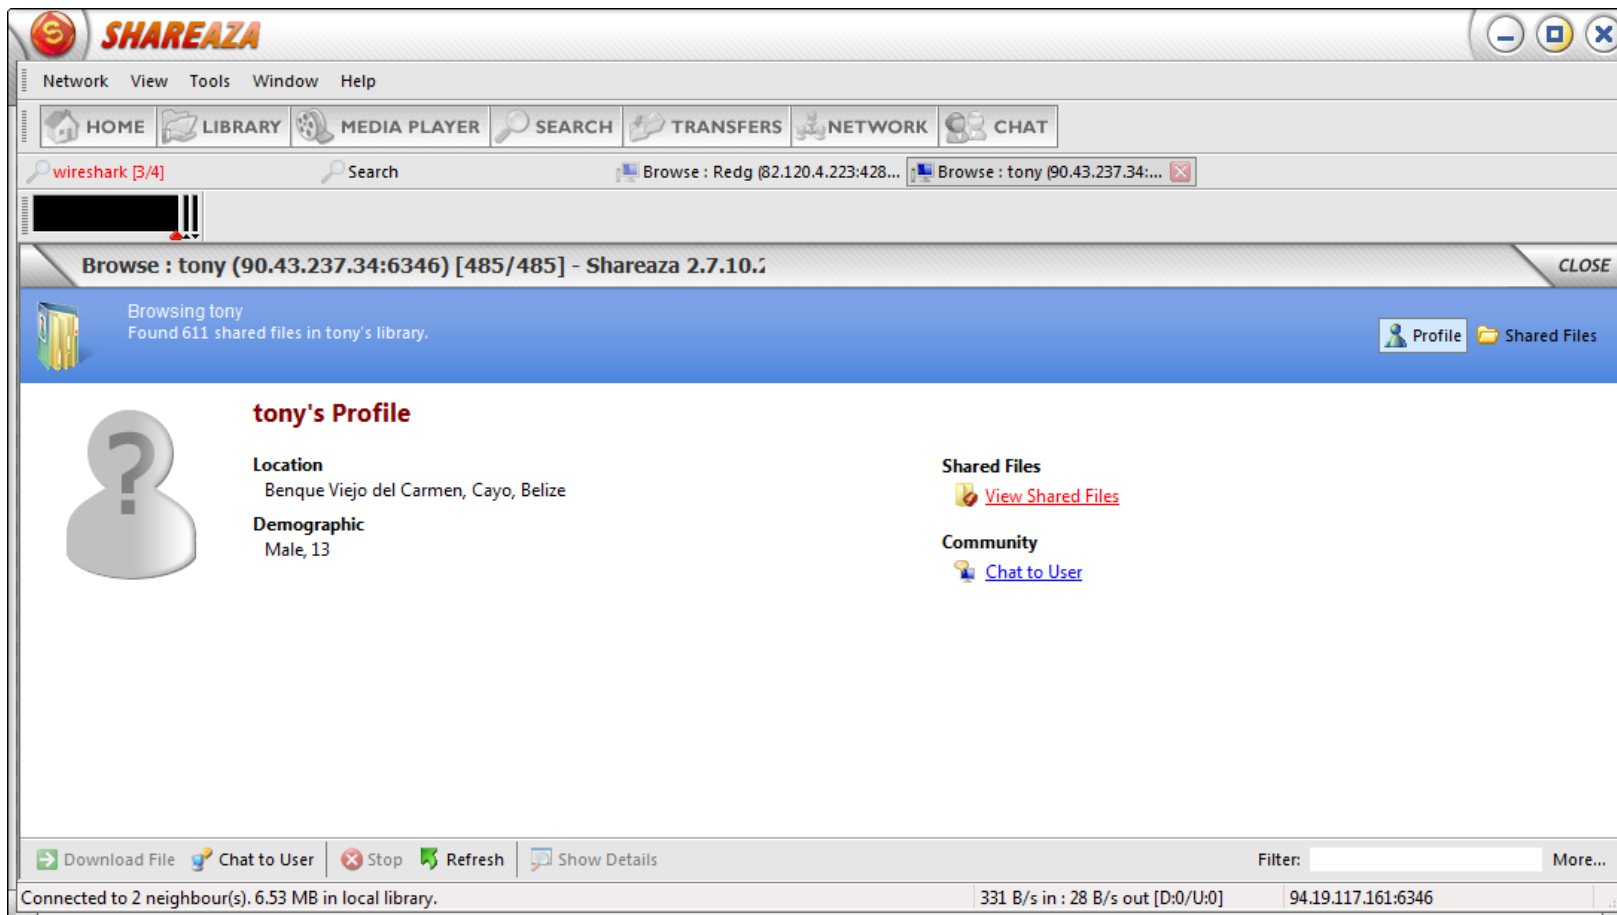 SHAREAZA
Network View Tools Window Help
HOME LIBRARY MEDIA PLAYER SEARCH TRANSFERS NETWORK CHAT
wireshark [3/4] Search Browse : Redg (82.120.4.223:428... Browse : tony (90.43.237.34:...
Browse : tony (90.43.237.34:6346) [485/485] - Shareaza 2.7.10.2 CLOSE
Browsing tony
Found 611 shared files in tony's library.
Profile Shared Files
tony's Profile
Location
Benque Viejo del Carmen, Cayo, Belize
Demographic
Male, 13
Shared Files
View Shared Files
Community
Chat to User
Download File Chat to User Stop Refresh Show Details Filter: More...
Connected to 2 neighbour(s). 6.53 MB in local library. 331 B/s in : 28 B/s out [D:0/U:0] 94.19.117.161:6346